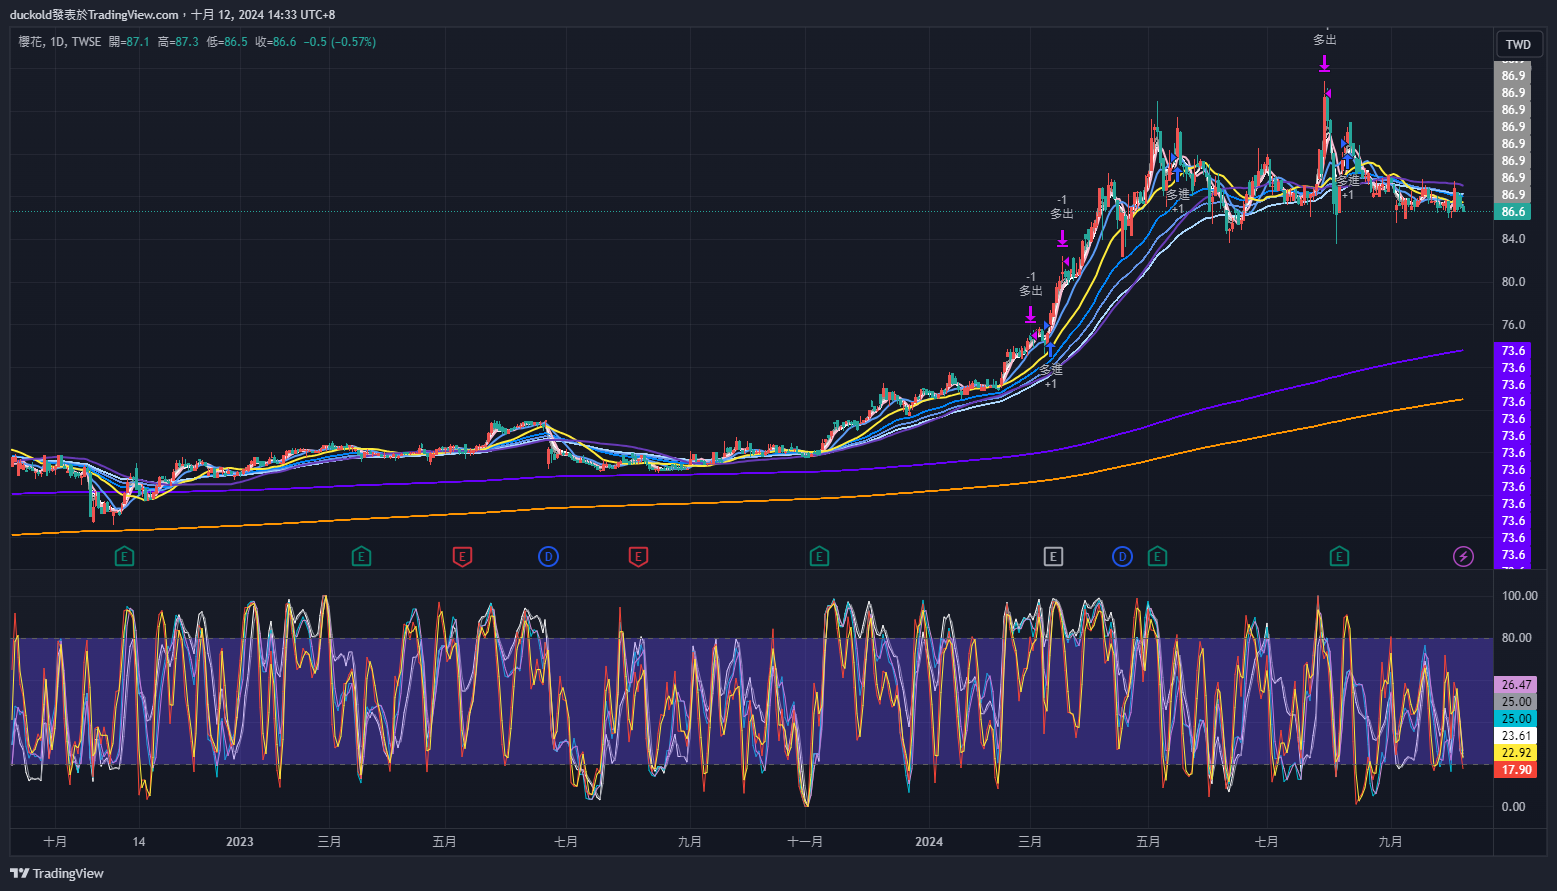 duckold發表於TradingView.com，十月 12, 2024 14:33 UTC+8
櫻花, 1D, TWSE 開=87.1 高=87.3 低=86.5 收=86.6 −0.5 (−0.57%)
TWD
多出
86.9
86.9
86.9
86.9
86.9
86.9
86.9
86.9
86.6
84.0
80.0
76.0
-1
多出
-1
多出
多進
+1
多進
+1
多進
+1
73.6
73.6
73.6
73.6
73.6
73.6
73.6
73.6
73.6
73.6
73.6
73.6
73.6
E
E
E
D
E
E
E
D
E
E
100.00
80.00
26.47
25.00
25.00
23.61
22.92
17.90
0.00
十月 14 2023 三月 五月 七月 九月 十一月 2024 三月 五月 七月 九月
TradingView